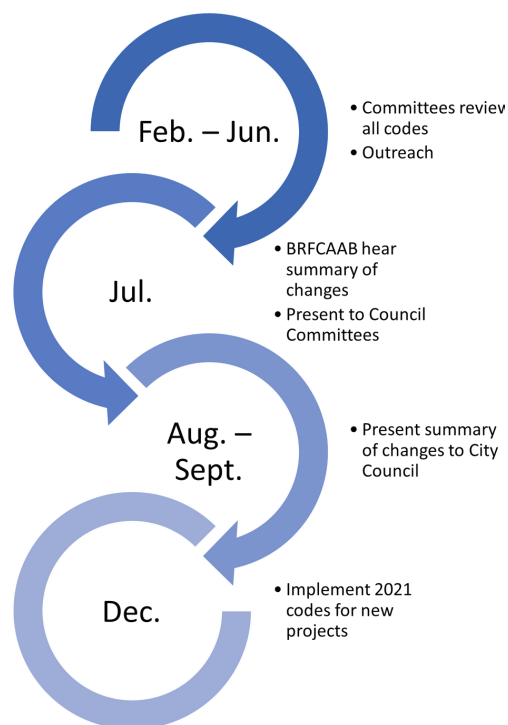 Feb. – Jun.
• Committees review
all codes
• Outreach
Jul.
• BRFCAAB hear
summary of
changes
• Present to Council
Committees
Aug. –
Sept.
• Present summary
of changes to City
Council
Dec.
• Implement 2021
codes for new
projects